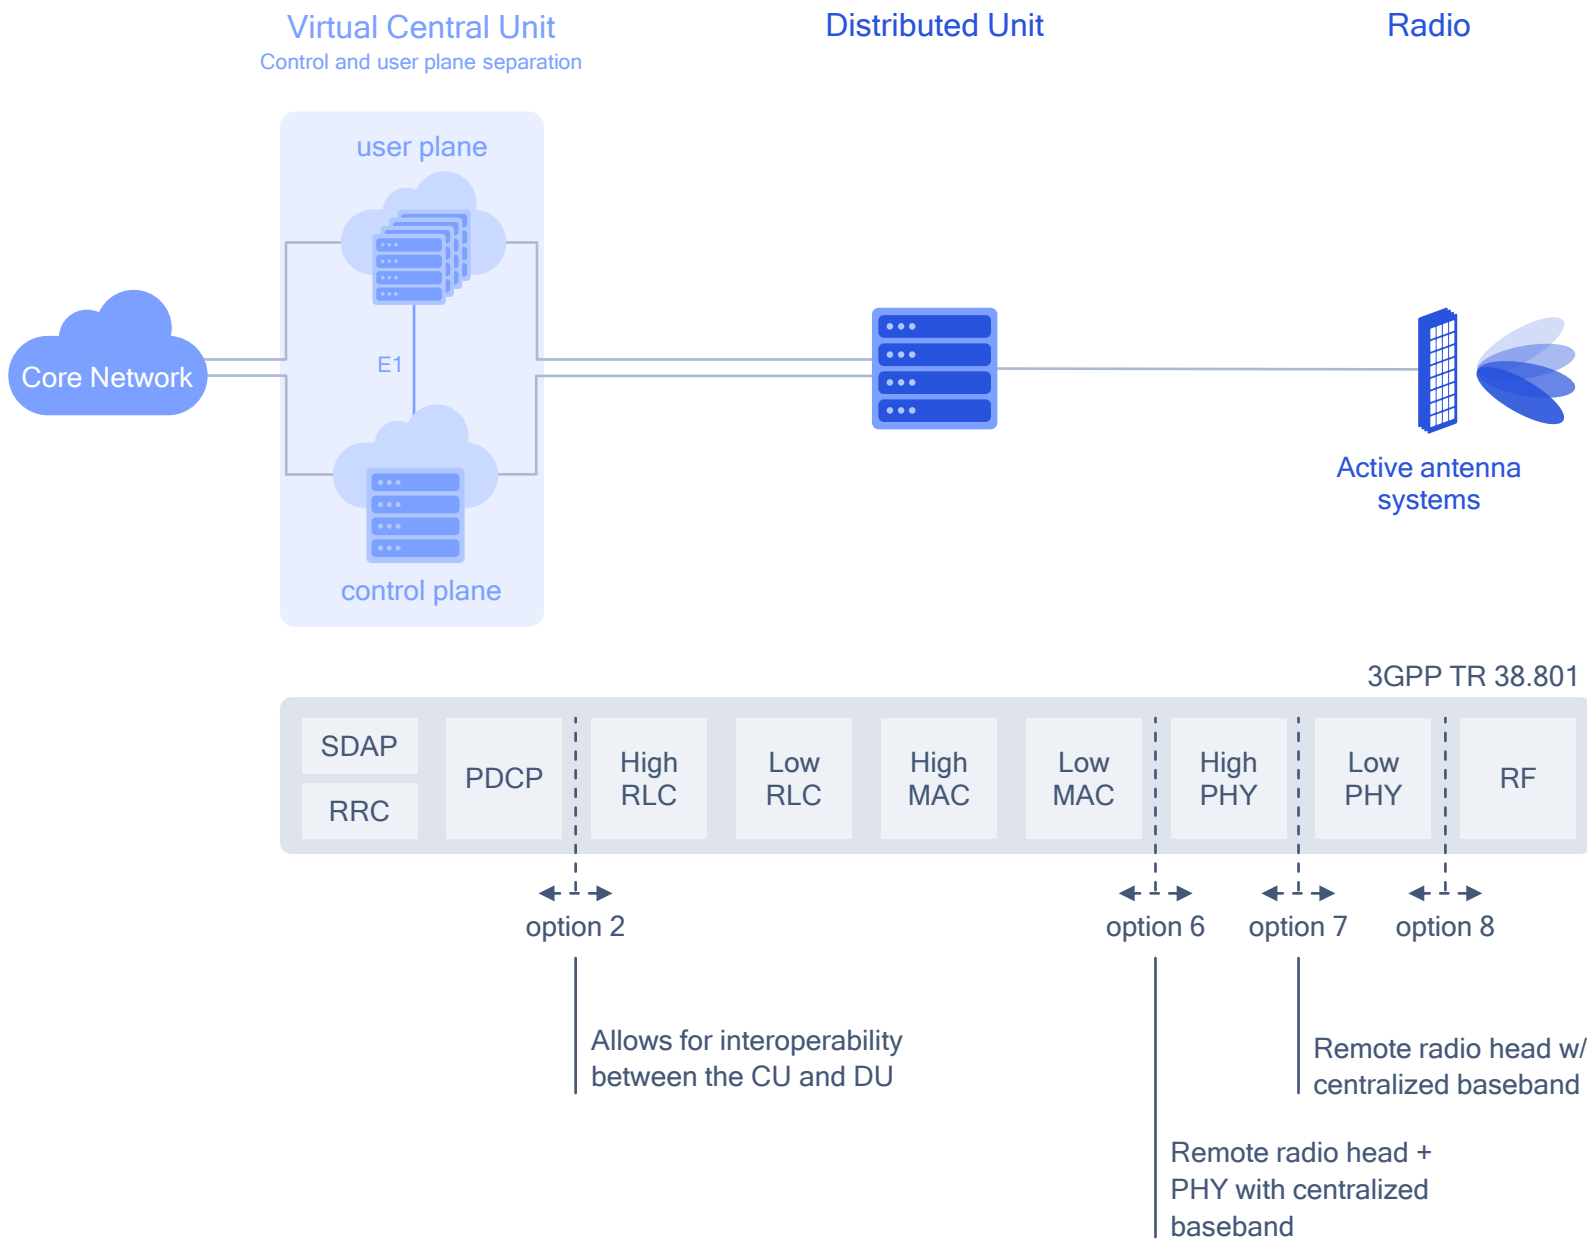 Virtual Central Unit
Control and user plane separation
Distributed Unit
Radio
user plane
E1
Core Network
control plane
Active antenna
systems
3GPP TR 38.801
SDAP
RRC
PDCP
High
RLC
Low
RLC
High
MAC
Low
MAC
High
PHY
Low
PHY
RF
option 2
option 6
option 7
option 8
Allows for interoperability
between the CU and DU
Remote radio head w/
centralized baseband
Remote radio head +
PHY with centralized
baseband